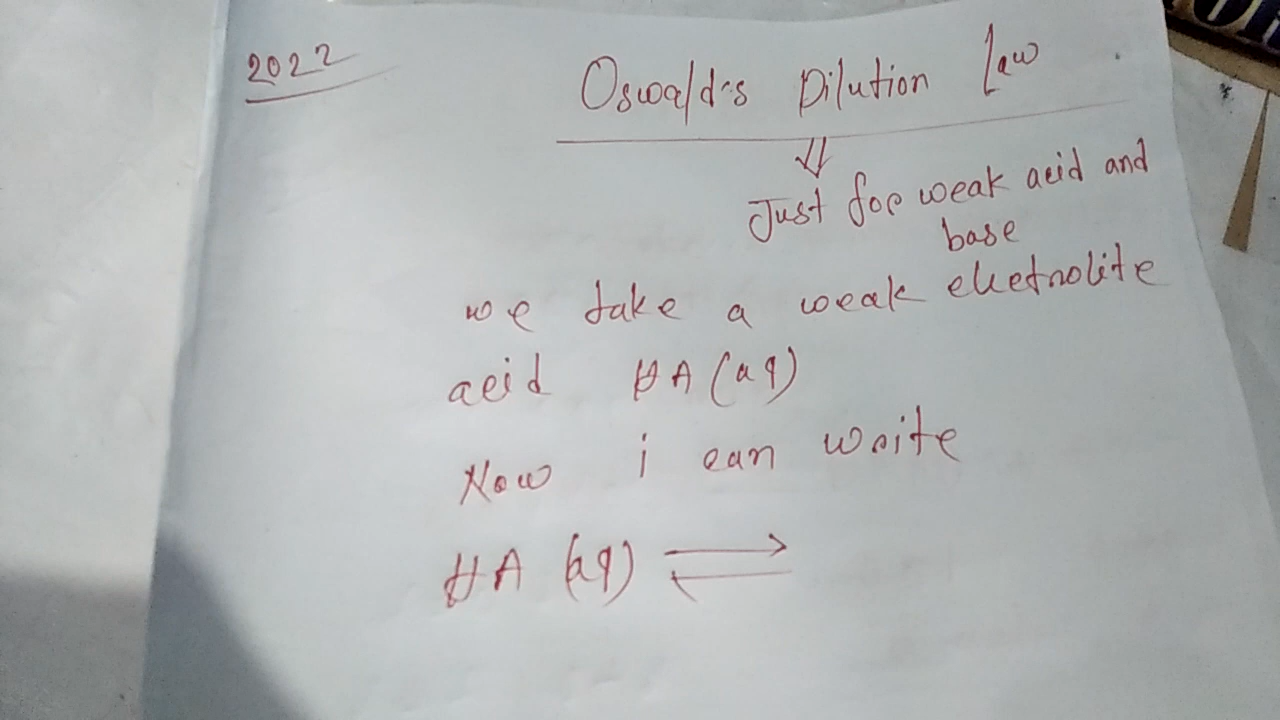 2022
Oswald's Dilution Law
⇓
Just for weak acid and
base
we take a weak eletrolite
acid HA (aq)
Now i can write
HA (aq) ⇌